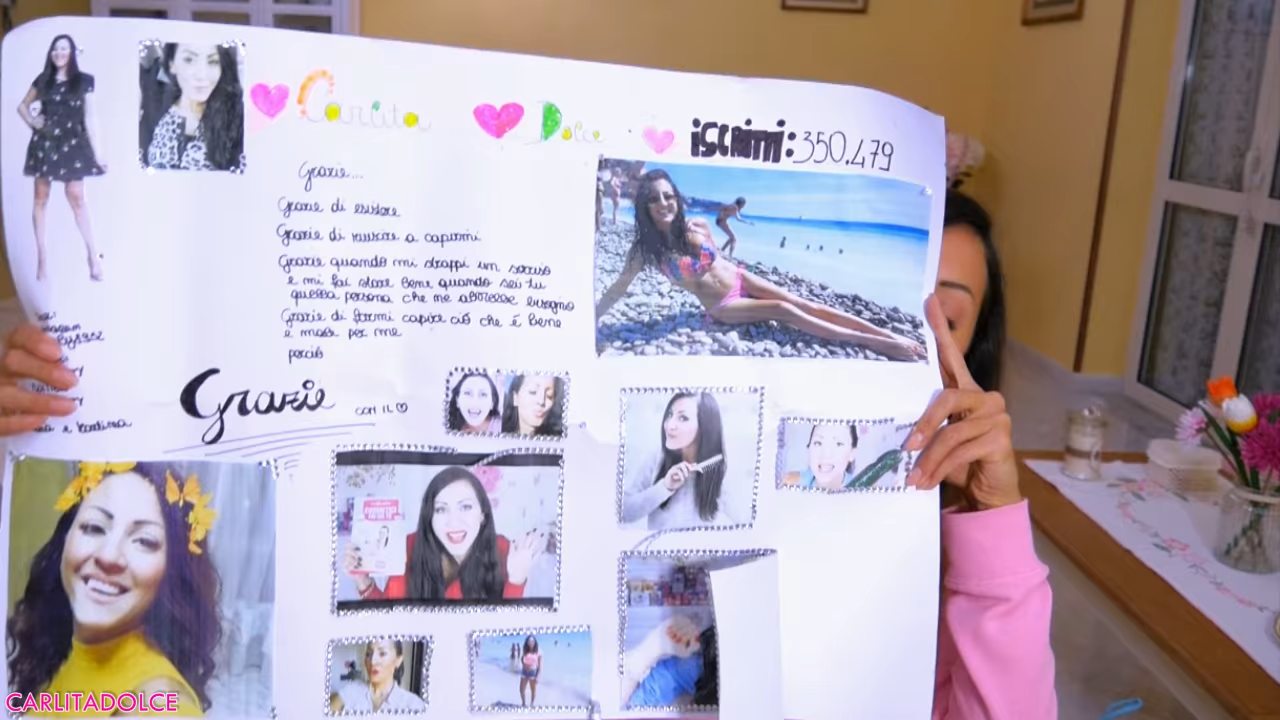 Carlita Dolce iscritti: 350.479
Grazie...
Grazie di esistere
Grazie di riuscire a capirmi
Grazie quando mi strappi un sorriso
e mi fai stare bene quando sei tu
quella persona che ne avrebbe bisogno
Grazie di farmi capire ciò che è bene
e male per me
perciò
Grazie con il
CARLITADOLCE